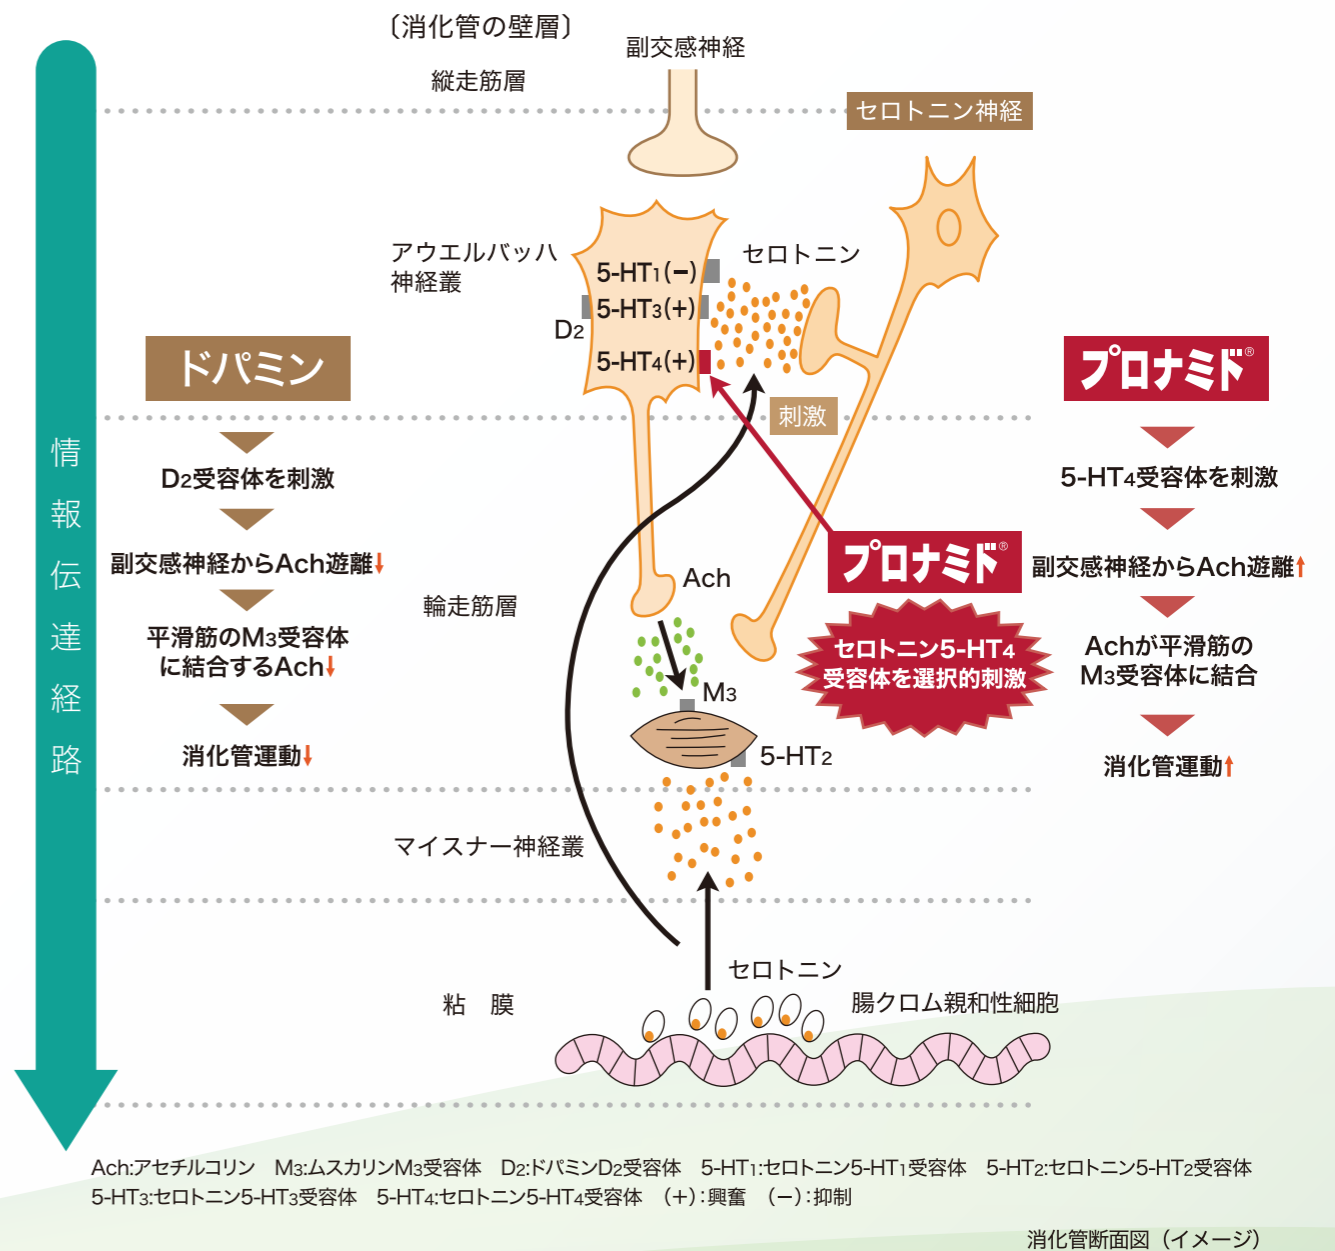 〔消化管の壁層〕
副交感神経
縦走筋層
セロトニン神経
アウエルバッハ
神経叢
セロトニン
5-HT1(−)
5-HT3(+)
D2
5-HT4(+)
刺激
ドパミン
D2受容体を刺激
副交感神経からAch遊離↓
平滑筋のM3受容体
に結合するAch↓
消化管運動↓
プロナミド®
5-HT4受容体を刺激
副交感神経からAch遊離↑
Achが平滑筋の
M3受容体に結合
消化管運動↑
情報伝達経路
プロナミド®
セロトニン5-HT4
受容体を選択的刺激
Ach
輪走筋層
M3
5-HT2
マイスナー神経叢
セロトニン
粘　膜
腸クロム親和性細胞
Ach:アセチルコリン　M3:ムスカリンM3受容体　D2:ドパミンD2受容体　5-HT1:セロトニン5-HT1受容体　5-HT2:セロトニン5-HT2受容体
5-HT3:セロトニン5-HT3受容体　5-HT4:セロトニン5-HT4受容体　(+):興奮　(−):抑制
消化管断面図（イメージ）